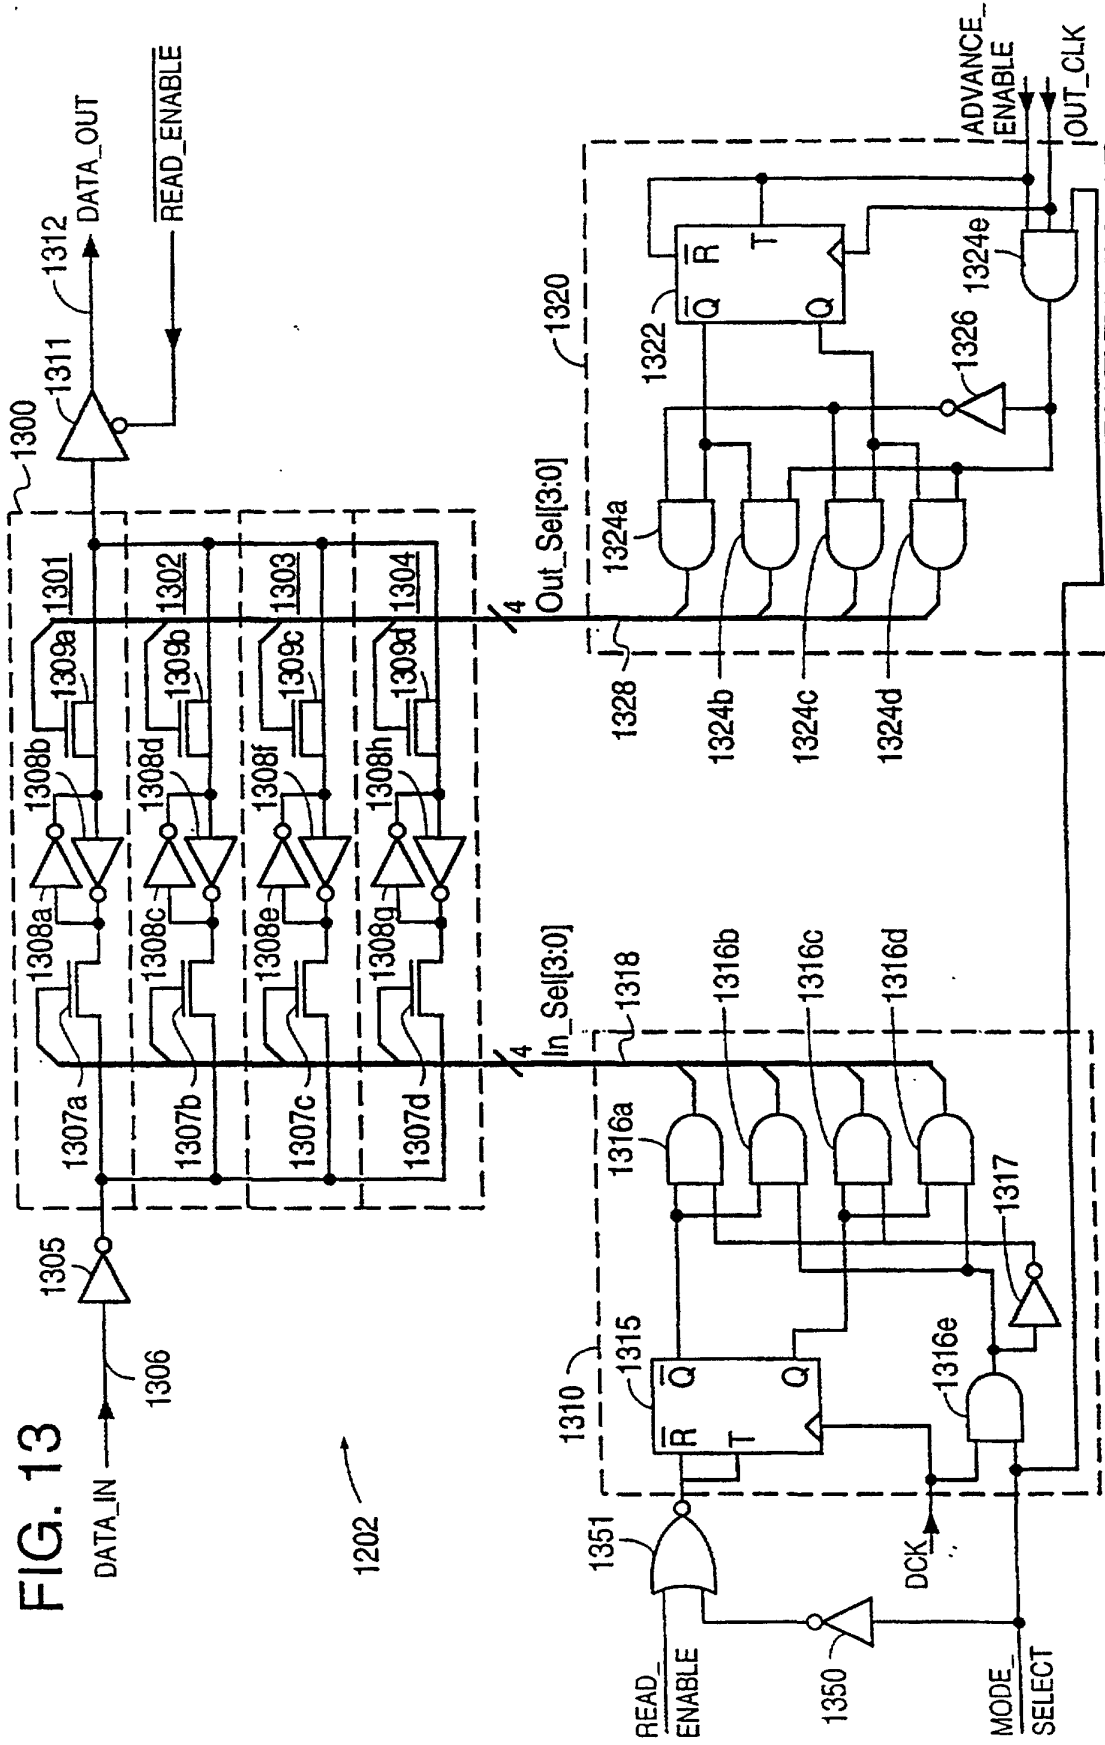 FIG. 13
DATA_IN
1306
1305
1202
1300
1301
1302
1303
1304
1307a
1307b
1307c
1307d
1308a
1308b
1308c
1308d
1308e
1308f
1308g
1308h
1309a
1309b
1309c
1309d
1311
1312
DATA_OUT
READ_ENABLE
4
In_Sel[3:0]
1318
4
Out_Sel[3:0]
1328
1310
1315
R
T
Q
Q
1316a
1316b
1316c
1316d
1316e
1317
1351
1350
READ_
ENABLE
DCK
MODE_
SELECT
1320
1322
R
T
Q
Q
1324a
1324b
1324c
1324d
1324e
1326
ADVANCE_
ENABLE
OUT_CLK